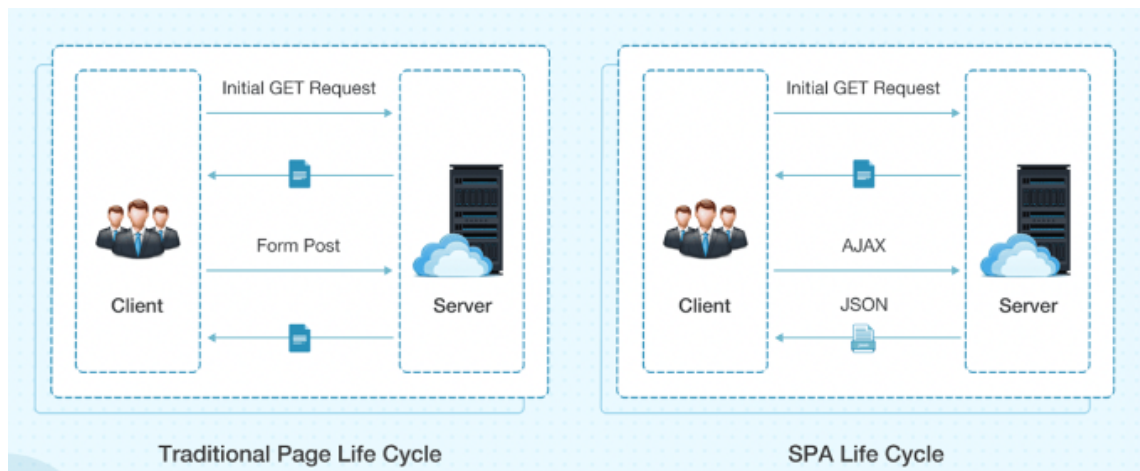 Initial GET Request
Form Post
Client
Server
Traditional Page Life Cycle
Initial GET Request
AJAX
Client
JSON
Server
SPA Life Cycle